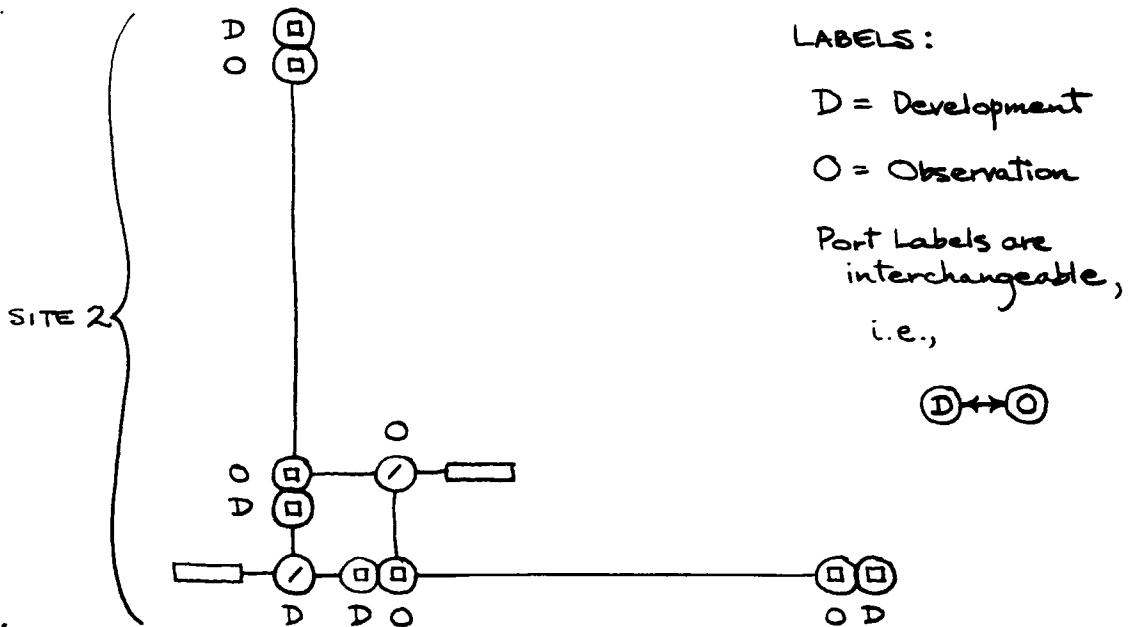 D
O
LABELS:
D = Development
O = Observation
Port Labels are
interchangeable,
i.e.,
D O
SITE 2
O
O
D
D D O
O D